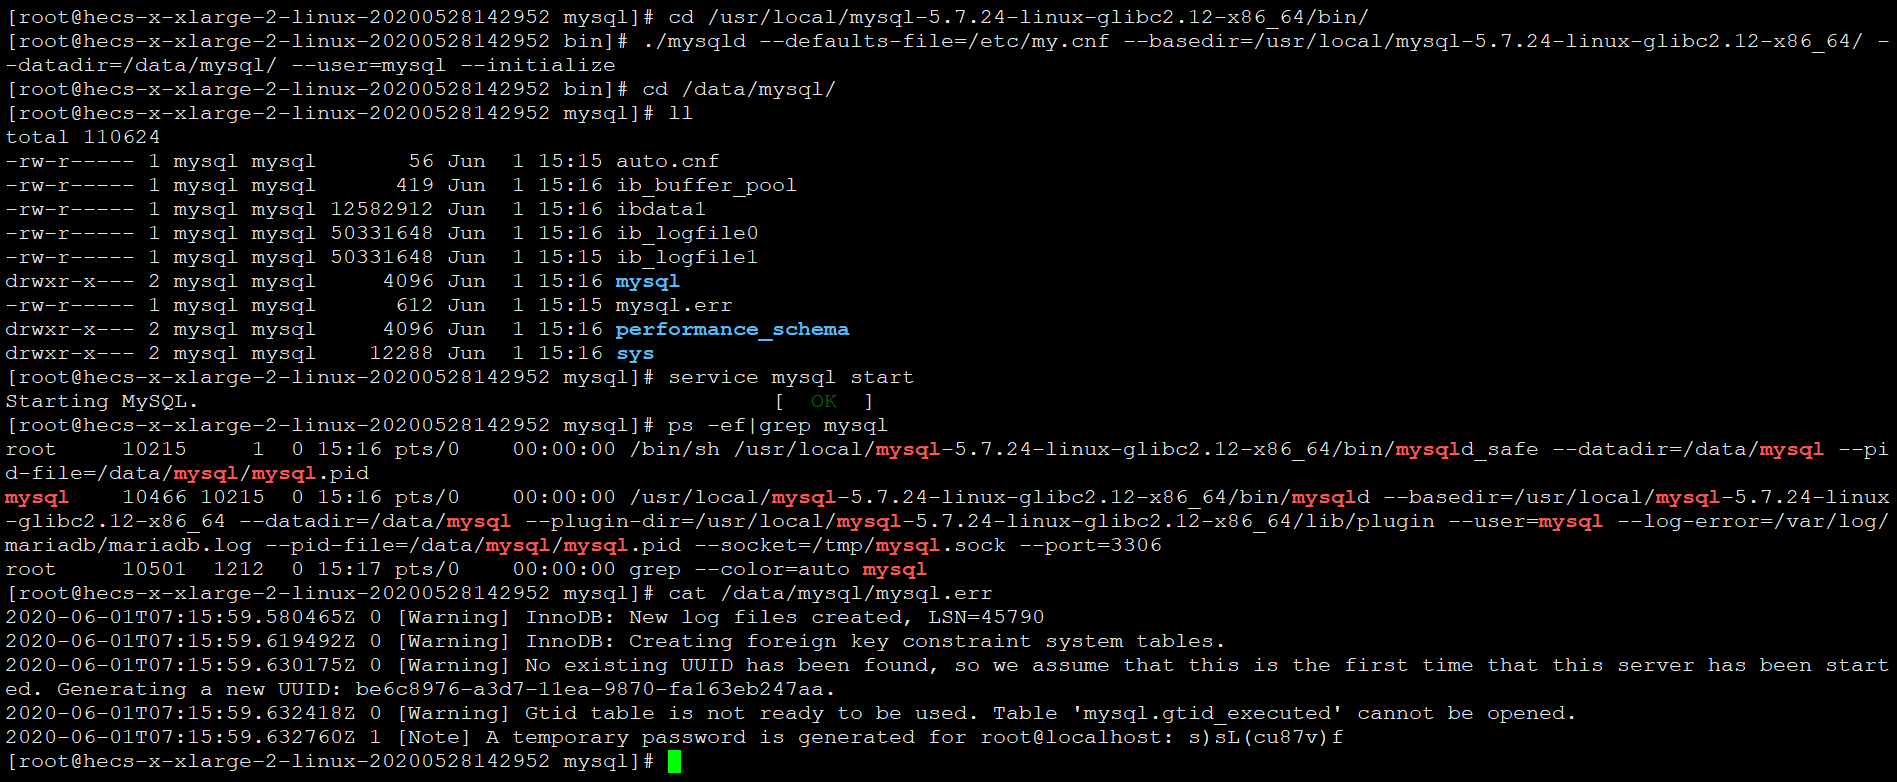 [root@hecs-x-xlarge-2-linux-20200528142952 mysql]# cd /usr/local/mysql-5.7.24-linux-glibc2.12-x86_64/bin/
[root@hecs-x-xlarge-2-linux-20200528142952 bin]# ./mysqld --defaults-file=/etc/my.cnf --basedir=/usr/local/mysql-5.7.24-linux-glibc2.12-x86_64/ -
-datadir=/data/mysql/ --user=mysql --initialize
[root@hecs-x-xlarge-2-linux-20200528142952 bin]# cd /data/mysql/
[root@hecs-x-xlarge-2-linux-20200528142952 mysql]# ll
total 110624
-rw-r----- 1 mysql mysql       56 Jun  1 15:15 auto.cnf
-rw-r----- 1 mysql mysql      419 Jun  1 15:16 ib_buffer_pool
-rw-r----- 1 mysql mysql 12582912 Jun  1 15:16 ibdata1
-rw-r----- 1 mysql mysql 50331648 Jun  1 15:16 ib_logfile0
-rw-r----- 1 mysql mysql 50331648 Jun  1 15:15 ib_logfile1
drwxr-x--- 2 mysql mysql     4096 Jun  1 15:16 mysql
-rw-r----- 1 mysql mysql      612 Jun  1 15:15 mysql.err
drwxr-x--- 2 mysql mysql     4096 Jun  1 15:16 performance_schema
drwxr-x--- 2 mysql mysql    12288 Jun  1 15:16 sys
[root@hecs-x-xlarge-2-linux-20200528142952 mysql]# service mysql start
Starting MySQL.                                            [  OK  ]
[root@hecs-x-xlarge-2-linux-20200528142952 mysql]# ps -ef|grep mysql
root     10215     1  0 15:16 pts/0    00:00:00 /bin/sh /usr/local/mysql-5.7.24-linux-glibc2.12-x86_64/bin/mysqld_safe --datadir=/data/mysql --pi
d-file=/data/mysql/mysql.pid
mysql    10466 10215  0 15:16 pts/0    00:00:00 /usr/local/mysql-5.7.24-linux-glibc2.12-x86_64/bin/mysqld --basedir=/usr/local/mysql-5.7.24-linux
-glibc2.12-x86_64 --datadir=/data/mysql --plugin-dir=/usr/local/mysql-5.7.24-linux-glibc2.12-x86_64/lib/plugin --user=mysql --log-error=/var/log/
mariadb/mariadb.log --pid-file=/data/mysql/mysql.pid --socket=/tmp/mysql.sock --port=3306
root     10501  1212  0 15:17 pts/0    00:00:00 grep --color=auto mysql
[root@hecs-x-xlarge-2-linux-20200528142952 mysql]# cat /data/mysql/mysql.err
2020-06-01T07:15:59.580465Z 0 [Warning] InnoDB: New log files created, LSN=45790
2020-06-01T07:15:59.619492Z 0 [Warning] InnoDB: Creating foreign key constraint system tables.
2020-06-01T07:15:59.630175Z 0 [Warning] No existing UUID has been found, so we assume that this is the first time that this server has been start
ed. Generating a new UUID: be6c8976-a3d7-11ea-9870-fa163eb247aa.
2020-06-01T07:15:59.632418Z 0 [Warning] Gtid table is not ready to be used. Table 'mysql.gtid_executed' cannot be opened.
2020-06-01T07:15:59.632760Z 1 [Note] A temporary password is generated for root@localhost: s)sL(cu87v)f
[root@hecs-x-xlarge-2-linux-20200528142952 mysql]#